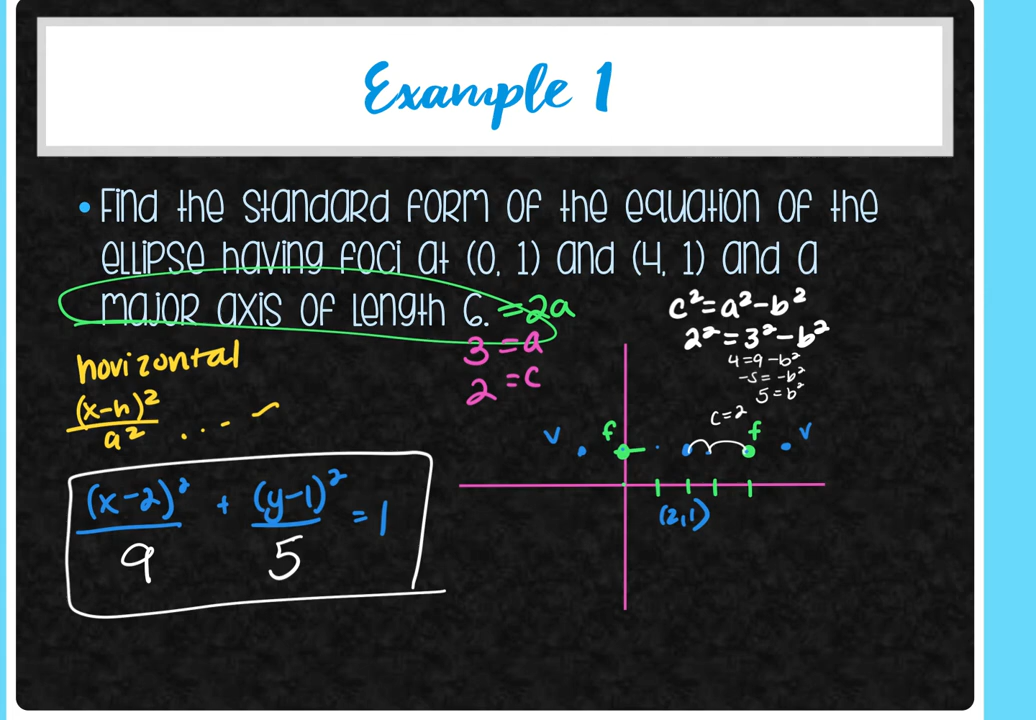 Example 1
• Find the standard form of the equation of the
ellipse having foci at (0, 1) and (4, 1) and a
major axis of length 6. = 2a
3 = a
2 = c
c² = a² - b²
2² = 3² - b²
4 = 9 - b²
-5 = -b²
5 = b²
c = 2
horizontal
(x-h)²
a² ...
v f f v
(2,1)
(x-2)² + (y-1)² = 1
9 5